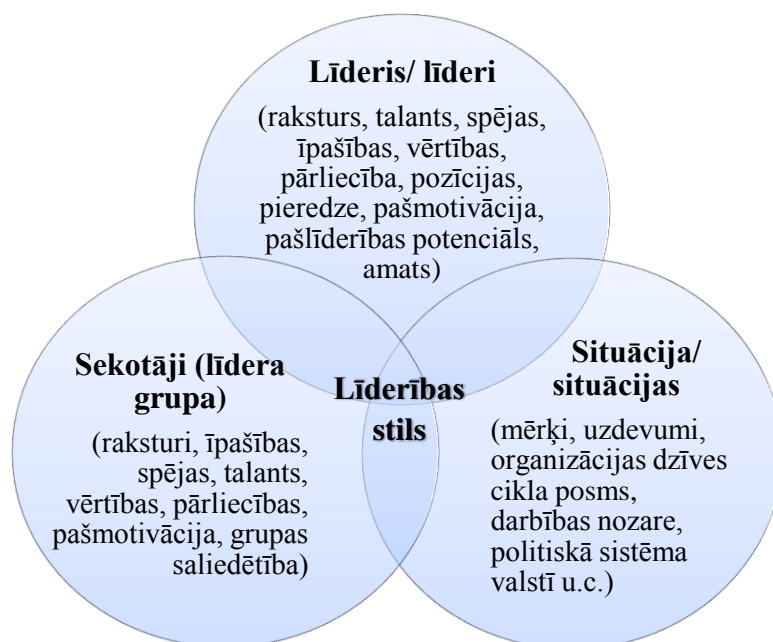 Līderis/ līderi
(raksturs, talants, spējas,
īpašības, vērtības,
pārliecība, pozīcijas,
pieredze, pašmotivācija,
pašlīderības potenciāls,
amats)
Sekotāji (līdera
grupa)
(raksturi, īpašības,
spējas, talants,
vērtības, pārliecības,
pašmotivācija, grupas
saliedētība)
Līderības
stils
Situācija/
situācijas
(mērķi, uzdevumi,
organizācijas dzīves
cikla posms,
darbības nozare,
politiskā sistēma
valstī u.c.)